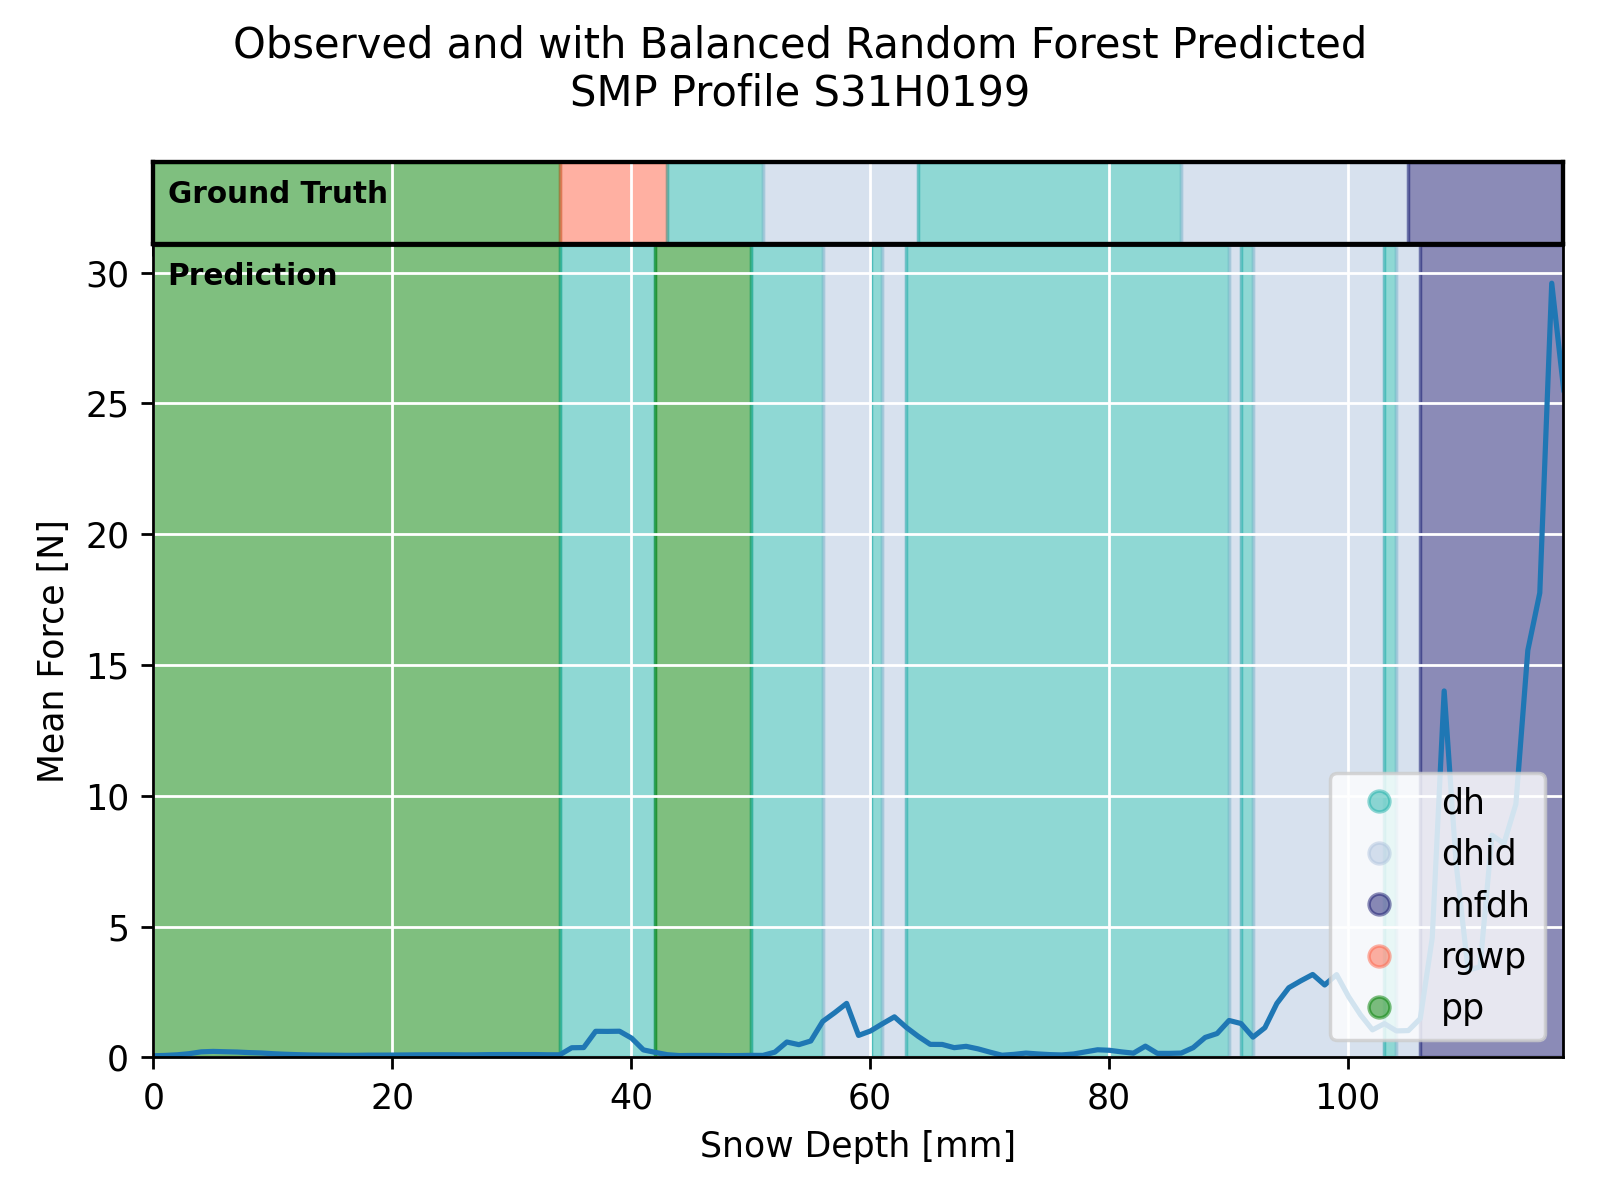 Observed and with Balanced Random Forest Predicted
SMP Profile S31H0199
Ground Truth
Prediction
30
25
20
15
10
5
0
Mean Force [N]
dh
dhid
mfdh
rgwp
pp
0 20 40 60 80 100
Snow Depth [mm]